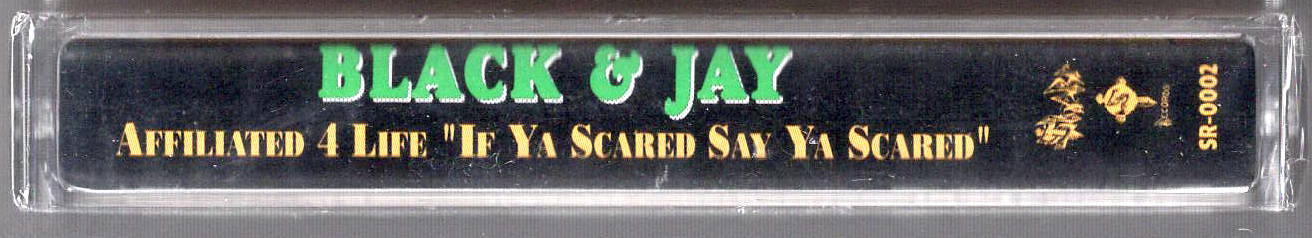 BLACK & JAY
AFFILIATED 4 LIFE "IF YA SCARED SAY YA SCARED"
SR-0002